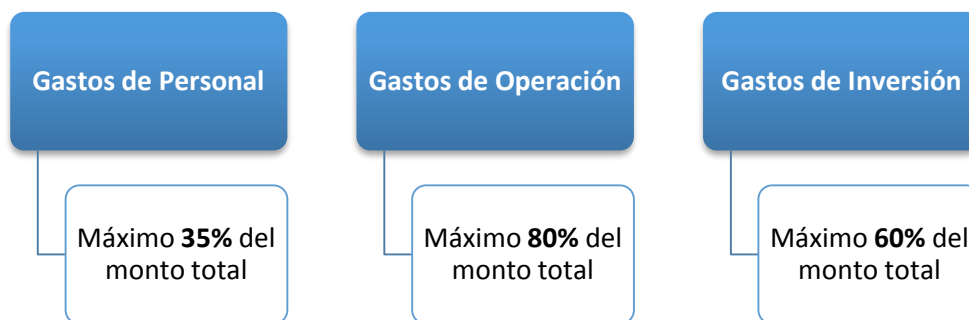 Gastos de Personal
Máximo 35% del
monto total
Gastos de Operación
Máximo 80% del
monto total
Gastos de Inversión
Máximo 60% del
monto total